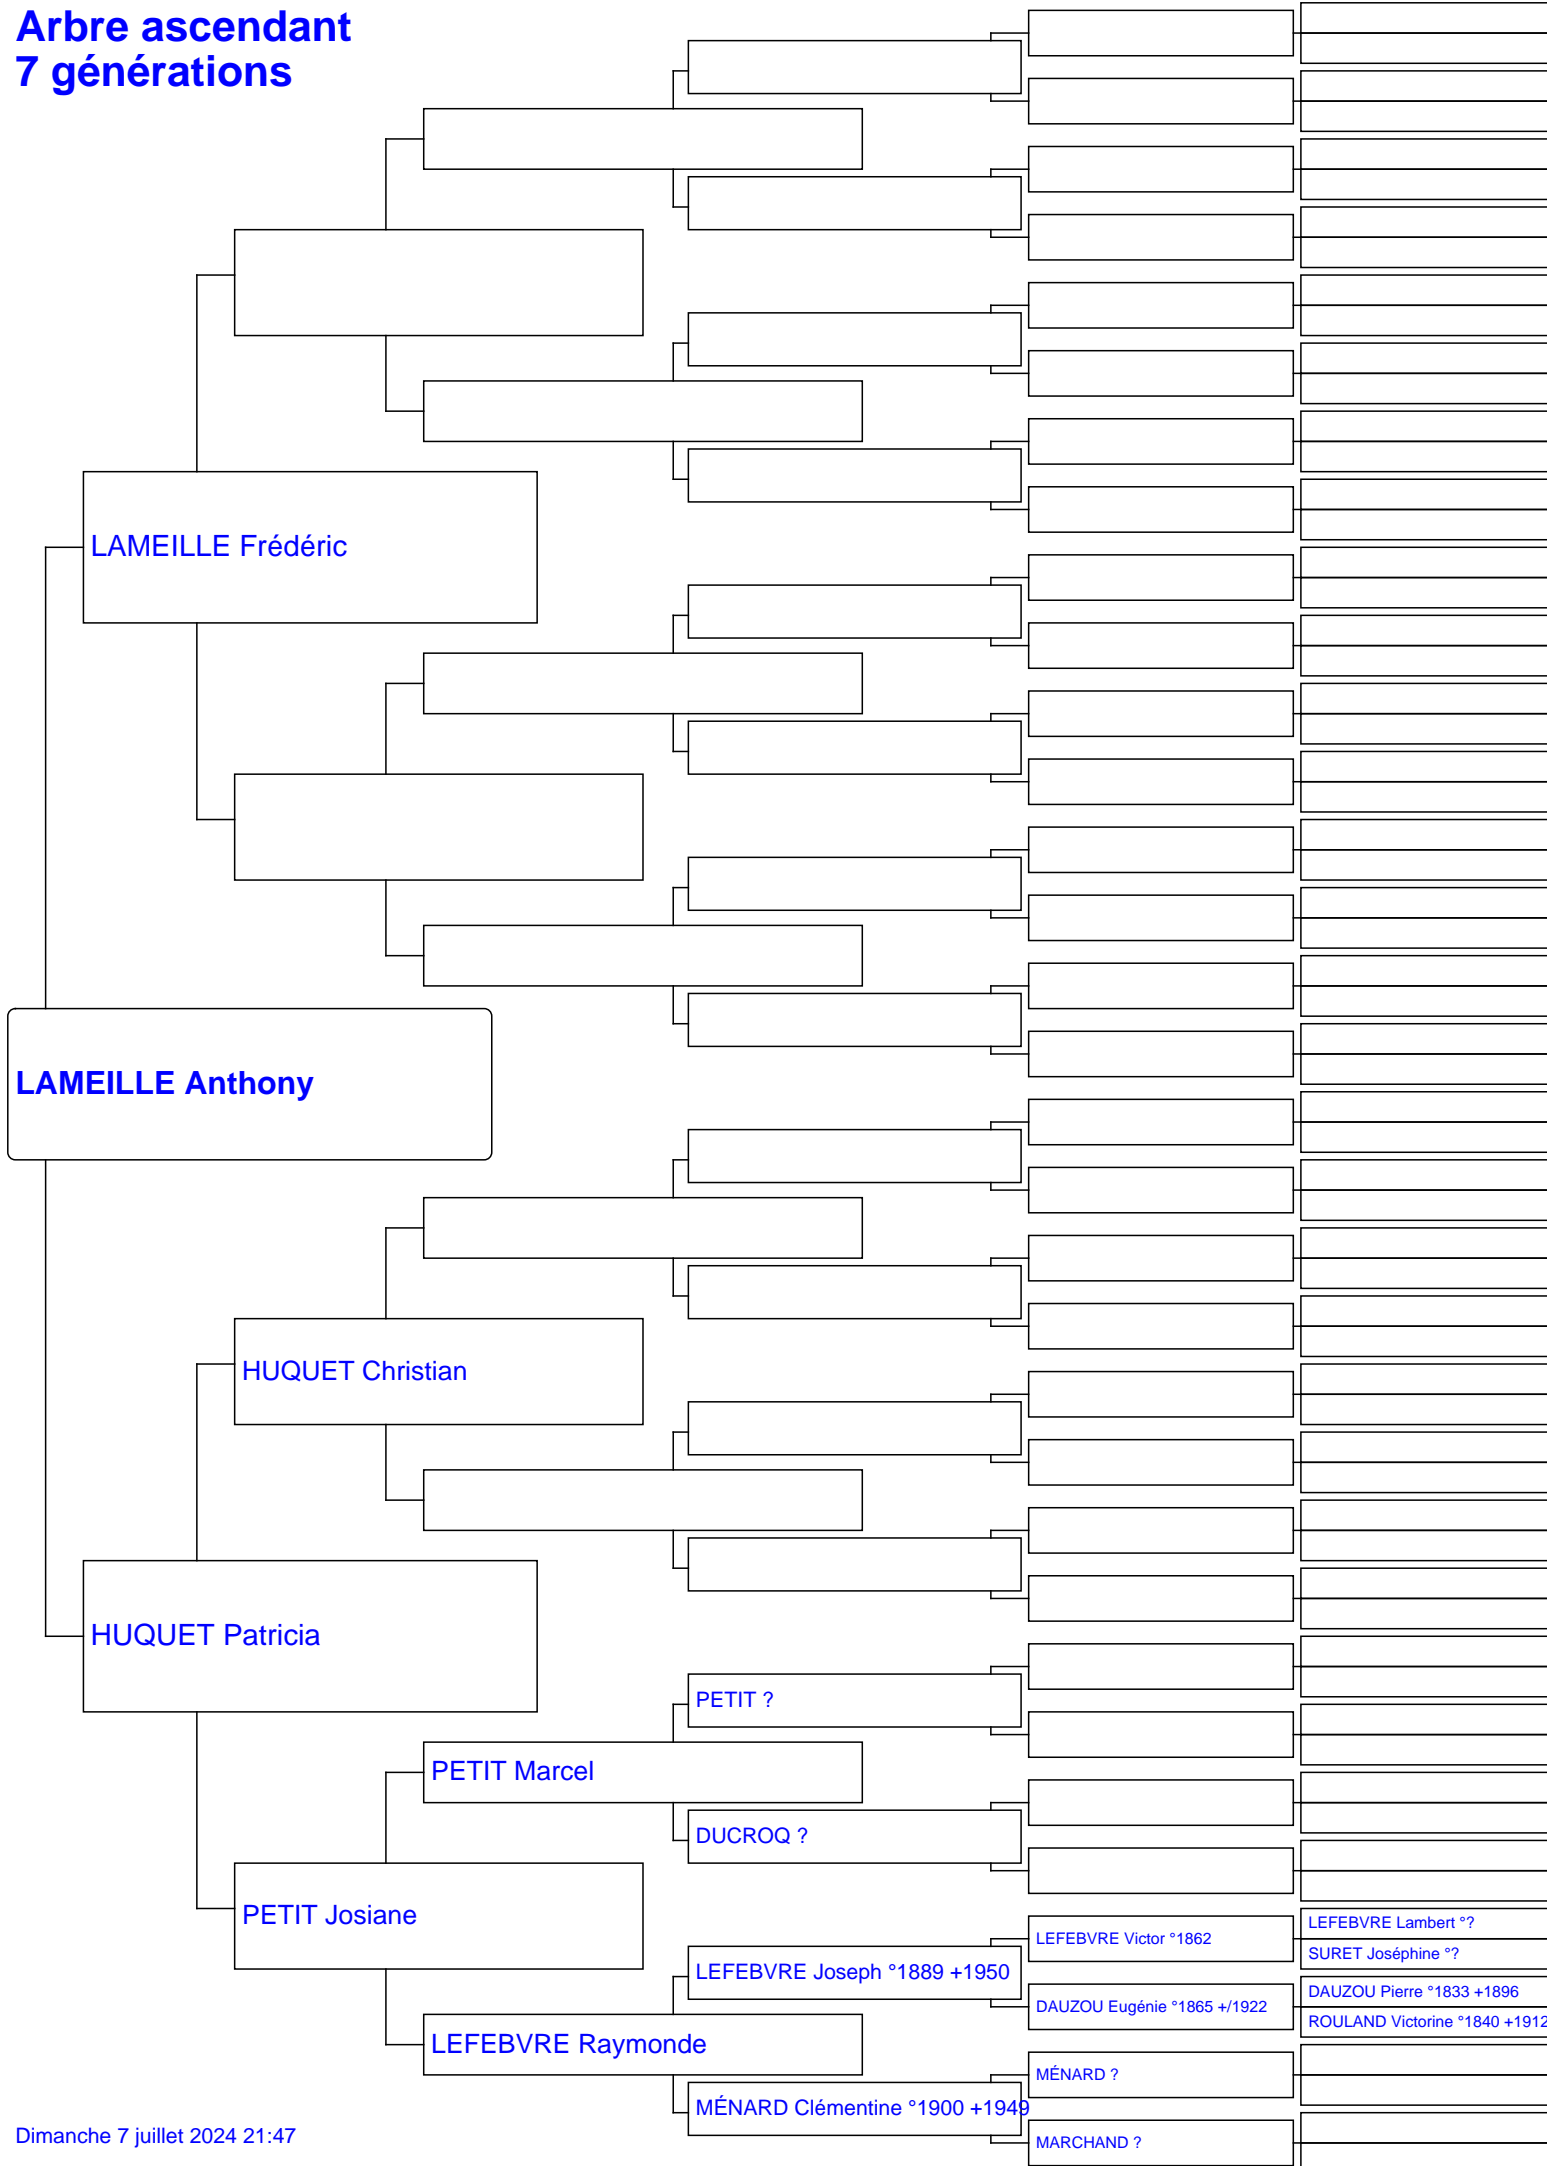 Arbre ascendant
7 générations
LAMEILLE Frédéric
LAMEILLE Anthony
HUQUET Christian
HUQUET Patricia
PETIT ?
PETIT Marcel
DUCROQ ?
PETIT Josiane
LEFEBVRE Lambert °?
LEFEBVRE Victor °1862
SURET Joséphine °?
LEFEBVRE Joseph °1889 +1950
DAUZOU Pierre °1833 +1896
DAUZOU Eugénie °1865 +/1922
ROULAND Victorine °1840 +1912
LEFEBVRE Raymonde
MÉNARD ?
MÉNARD Clémentine °1900 +1949
MARCHAND ?
Dimanche 7 juillet 2024 21:47